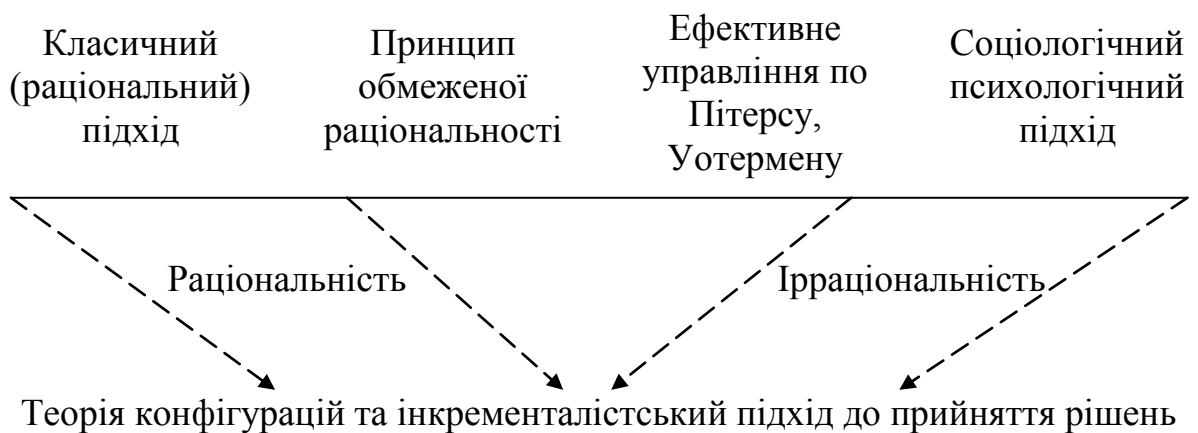 Класичний
(раціональний)
підхід
Принцип
обмеженої
раціональності
Ефективне
управління по
Пітерсу,
Уотермену
Соціологічний
психологічний
підхід
Раціональність
Ірраціональність
Теорія конфігурацій та інкременталістський підхід до прийняття рішень